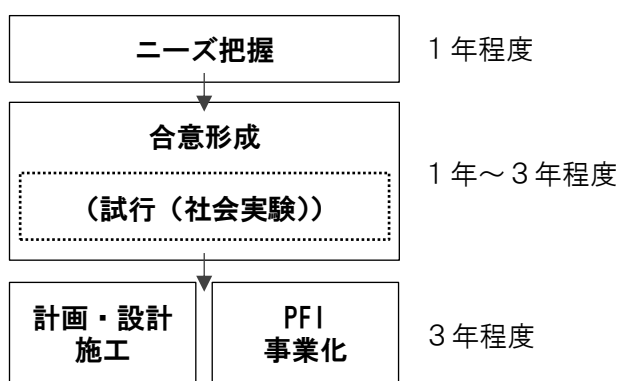 ニーズ把握
１年程度
合意形成
（試行（社会実験））
１年～３年程度
計画・設計
施工
PFI
事業化
３年程度